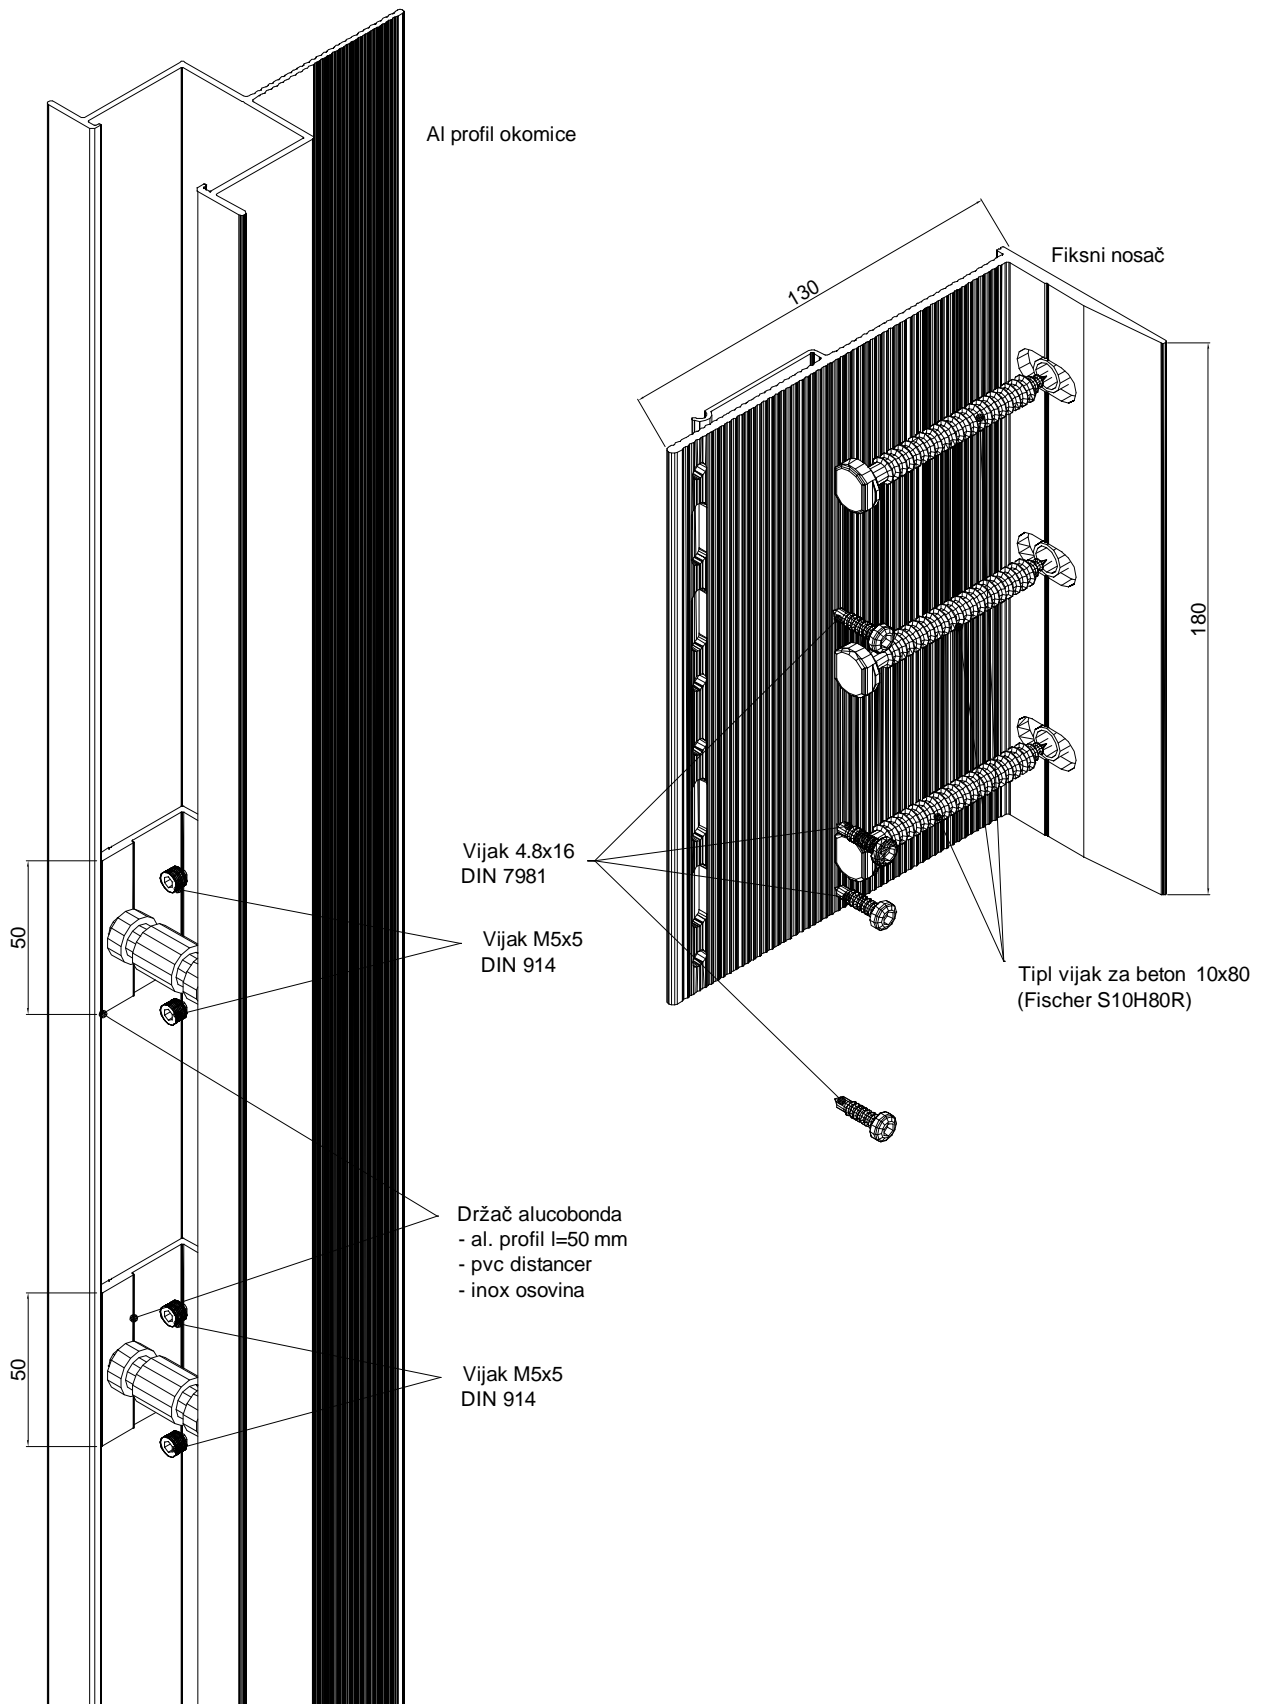 Al profil okomice
Fiksni nosač
130
180
Vijak 4.8x16
DIN 7981
50
Vijak M5x5
DIN 914
Tipl vijak za beton 10x80
(Fischer S10H80R)
Držač alucobonda
- al. profil l=50 mm
- pvc distancer
- inox osovina
50
Vijak M5x5
DIN 914